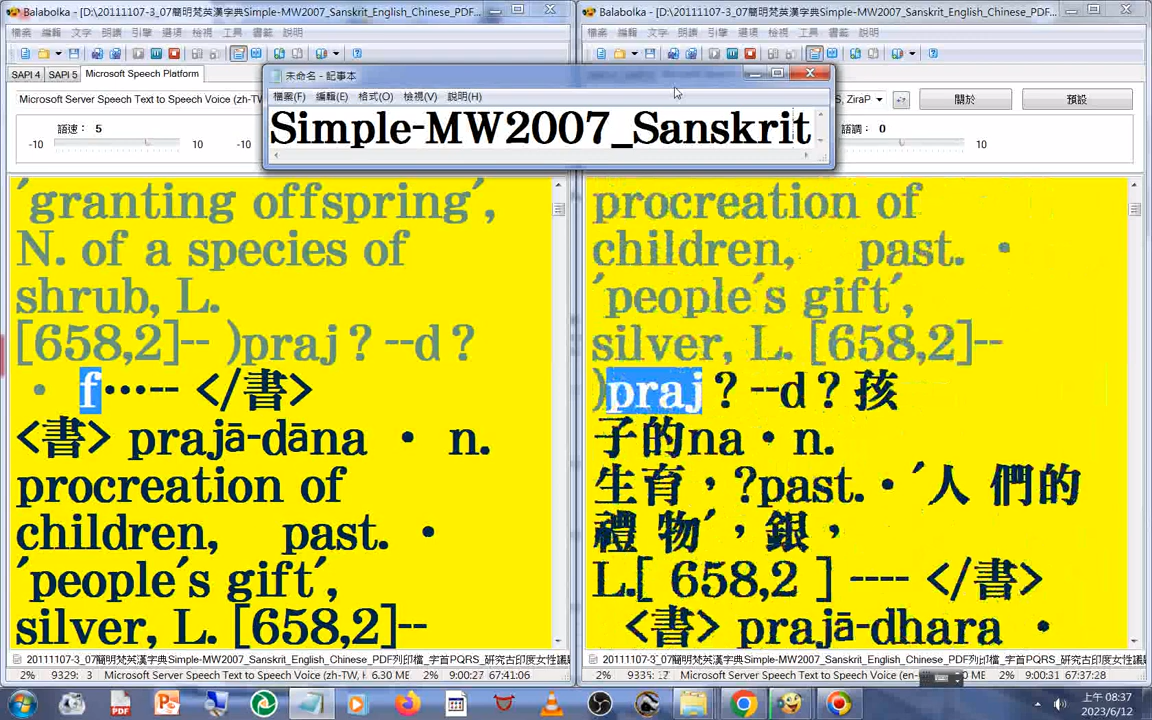 Balabolka - [D:\20111107-3_07簡明梵英漢字典Simple-MW2007_Sanskrit_English_Chinese_PDF...
檔案 編輯 文字 朗讀 引擎 選項 檢視 工具 書籤 說明
SAPI 4 SAPI 5 Microsoft Speech Platform
Microsoft Server Speech Text to Speech Voice (zh-TW
語速： 5
-10 10 -10
'granting offspring',
N. of a species of
shrub, L.
[658,2]-- )praj？--d？
• f…-- </書>
<書> prajā-dāna • n.
procreation of
children, past. •
'people's gift',
silver, L. [658,2]--
20111107-3_07簡明梵英漢字典Simple-MW2007_Sanskrit_English_Chinese_PDF列印檔_字首PQRS_研究古印度女性議
2% 9329: 3 Microsoft Server Speech Text to Speech Voice (zh-TW, 6.30 ME 2% 9:00:27 67:41:06
未命名 - 記事本
檔案(F) 編輯(E) 格式(O) 檢視(V) 說明(H)
Simple-MW2007_Sanskrit
Balabolka - [D:\20111107-3_07簡明梵英漢字典Simple-MW2007_Sanskrit_English_Chinese_PDF...
檔案 編輯 文字 朗讀 引擎 選項 檢視 工具 書籤 說明
SP, ZiraP 關於 預設
語調： 0
10
procreation of
children, past. •
'people's gift',
silver, L. [658,2]--
)praj？--d？孩
子的na•n.
生育，?past.•'人 們的
禮 物'，銀，
L.[ 658,2 ] ---- </書>
<書> prajā-dhara •
20111107-3_07簡明梵英漢字典Simple-MW2007_Sanskrit_English_Chinese_PDF列印檔_字首PQRS_研究古印度女性議
2% 9335: Microsoft Server Speech Text to Speech Voice (en ME 2% 9:00:31 67:37:28
上午 08:37
2023/6/12